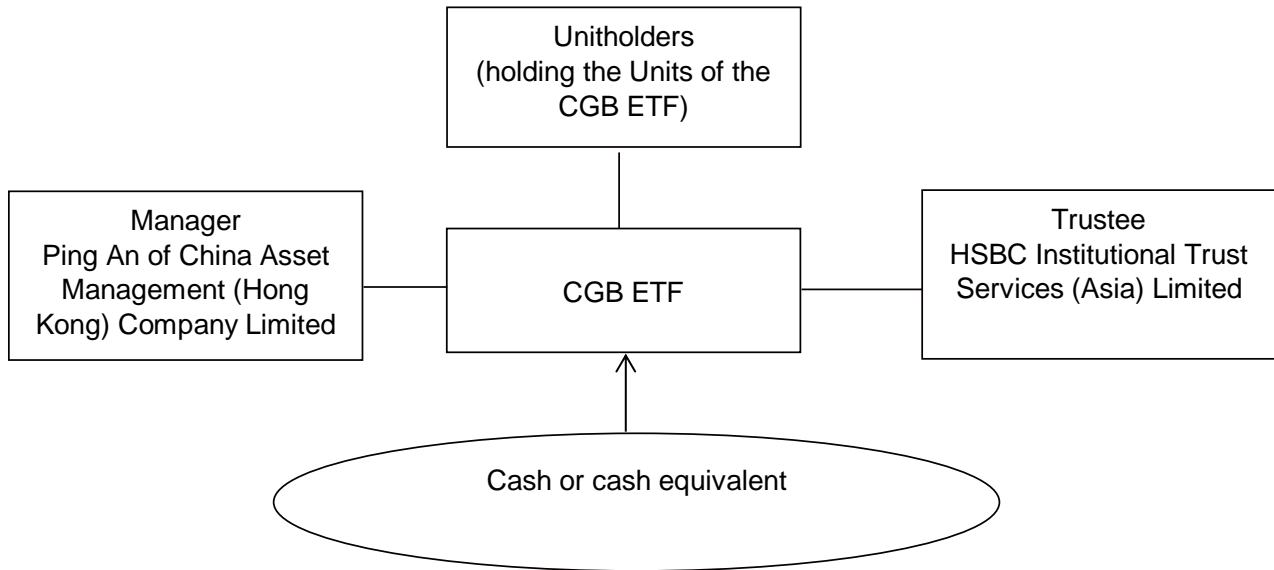 Unitholders
(holding the Units of the
CGB ETF)
Manager
Ping An of China Asset
Management (Hong
Kong) Company Limited
CGB ETF
Trustee
HSBC Institutional Trust
Services (Asia) Limited
Cash or cash equivalent